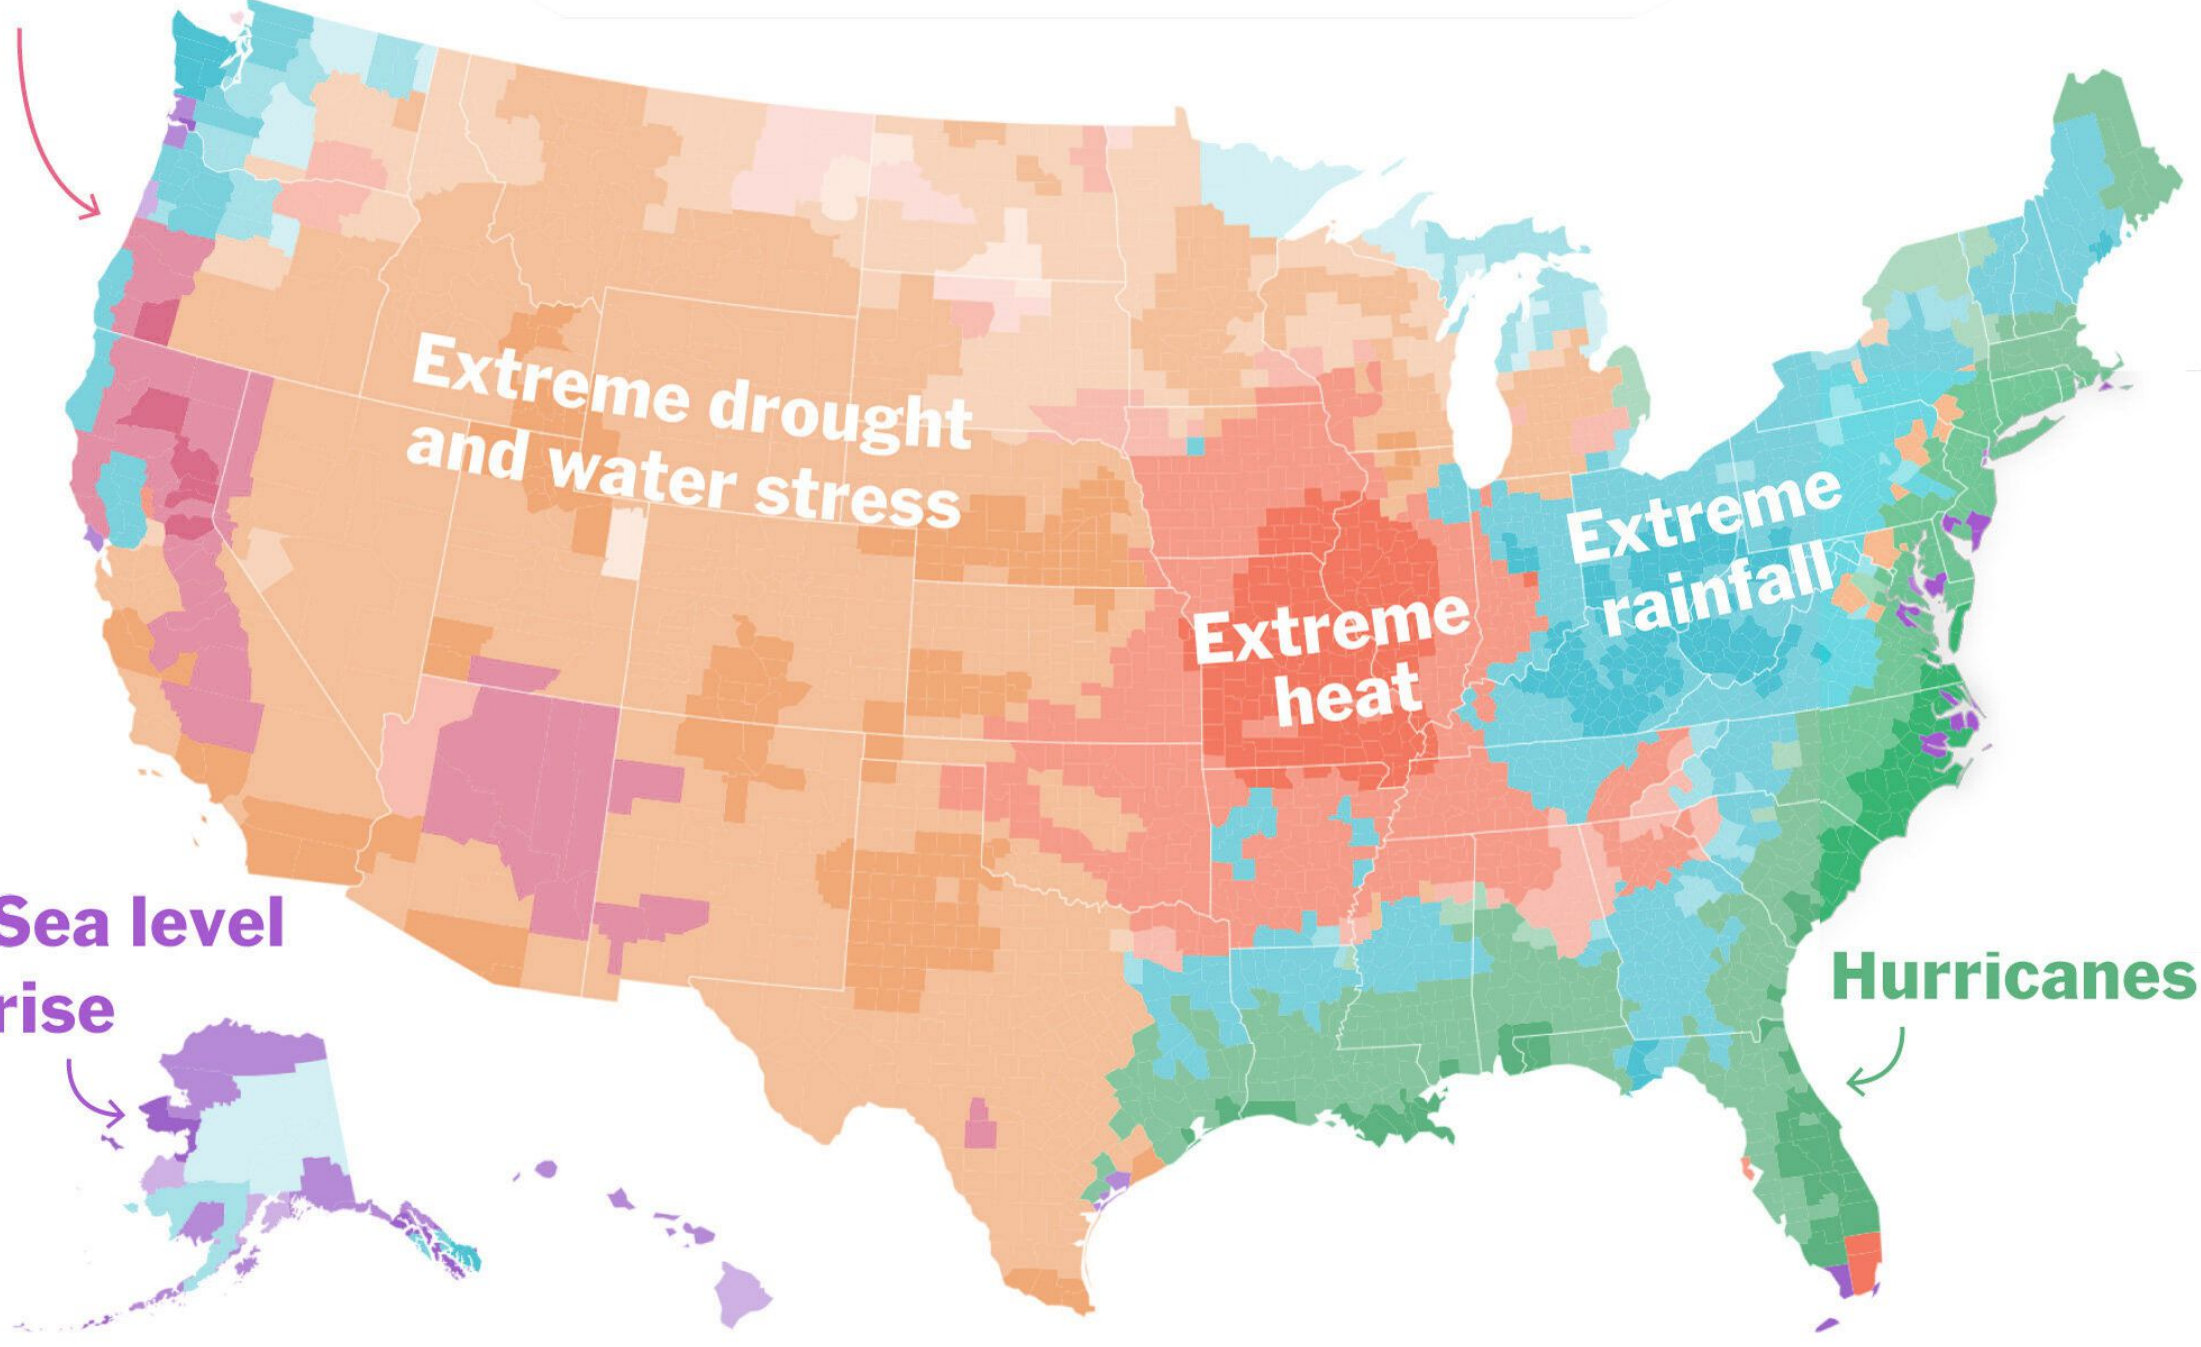 Extreme drought
and water stress
Extreme
rainfall
Extreme
heat
Sea level
rise
Hurricanes